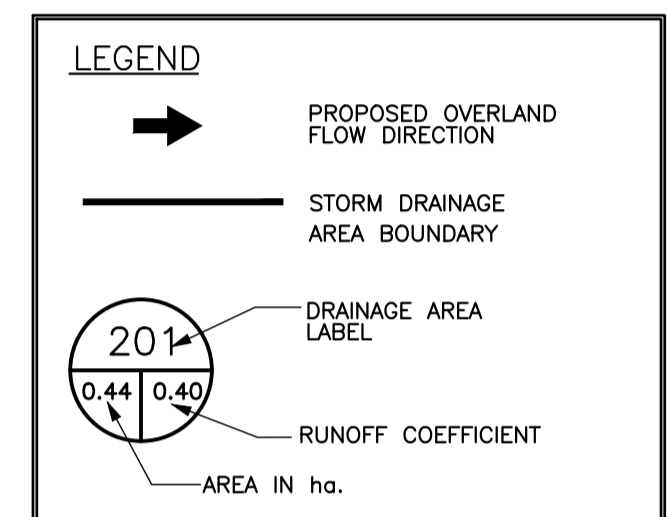 LEGEND
PROPOSED OVERLAND
FLOW DIRECTION
STORM DRAINAGE
AREA BOUNDARY
201
DRAINAGE AREA
LABEL
0.44 0.40
RUNOFF COEFFICIENT
AREA IN ha.